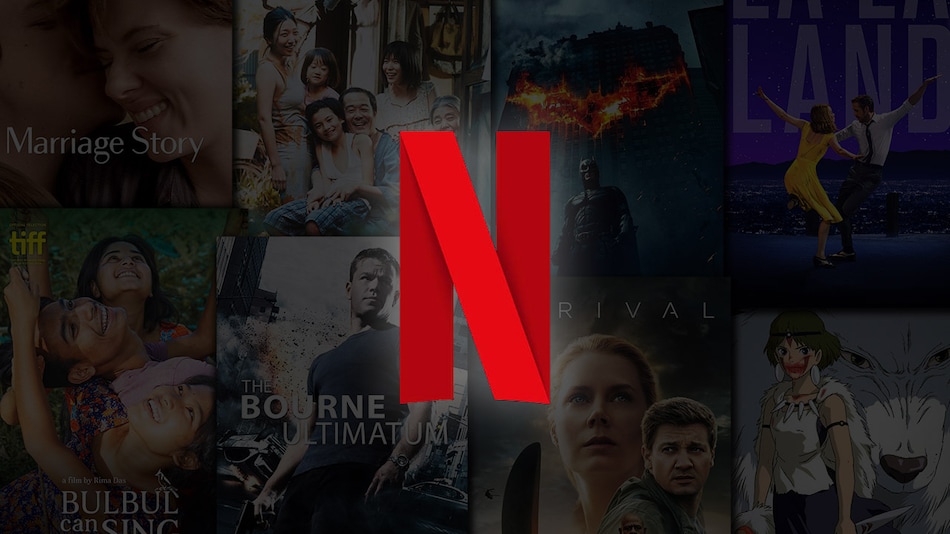 LA LA
LAND
Marriage Story
tiff
N
RIVAL
THE
BOURNE
ULTIMATUM
a film by Rima Das
BULBUL
can
SING